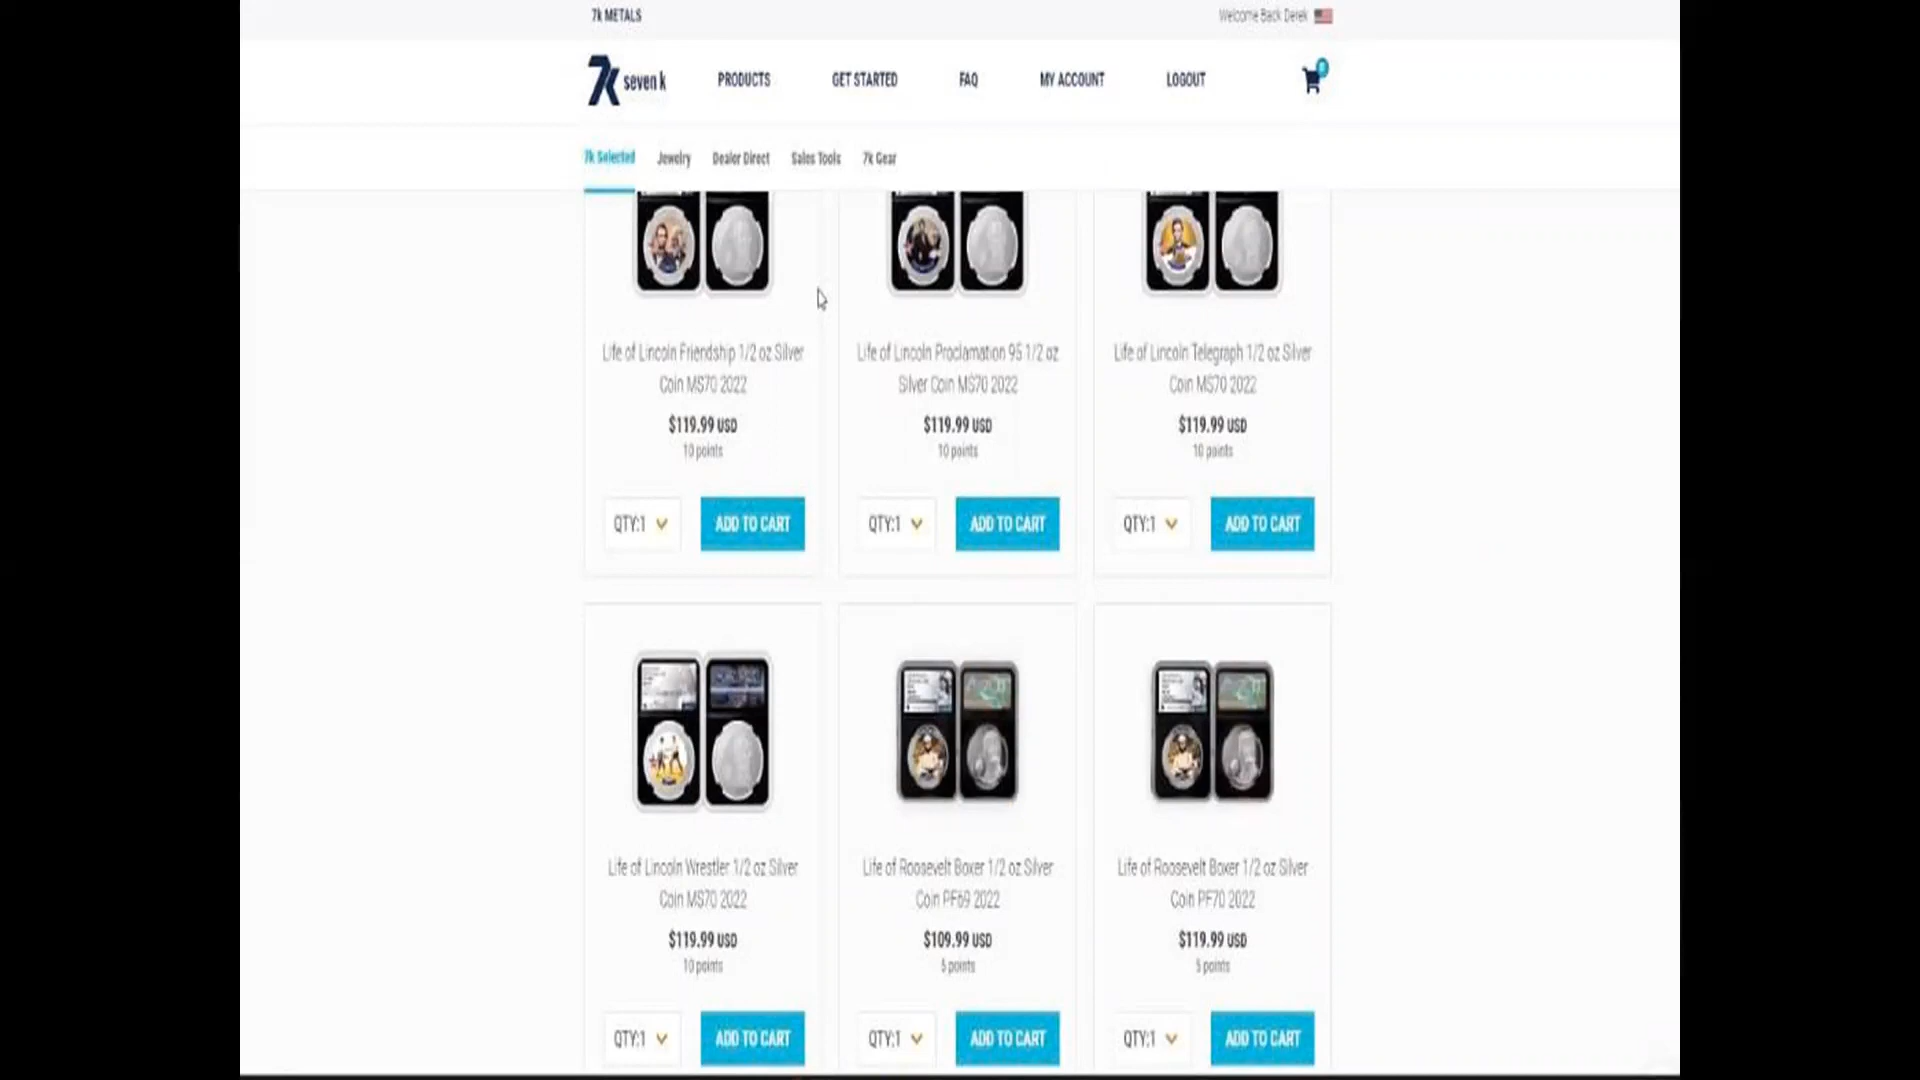 7k METALS
Welcome Back Derek
7k seven k
PRODUCTS
GET STARTED
FAQ
MY ACCOUNT
LOGOUT
7k Selected
Jewelry
Dealer Direct
Sales Tools
7k Gear
Life of Lincoln Friendship 1/2 oz Silver
Coin MS70 2022
$119.99 USD
10 points
QTY:1
ADD TO CART
Life of Lincoln Proclamation 95 1/2 oz
Silver Coin MS70 2022
$119.99 USD
10 points
QTY:1
ADD TO CART
Life of Lincoln Telegraph 1/2 oz Silver
Coin MS70 2022
$119.99 USD
10 points
QTY:1
ADD TO CART
Life of Lincoln Wrestler 1/2 oz Silver
Coin MS70 2022
$119.99 USD
10 points
QTY:1
ADD TO CART
Life of Roosevelt Boxer 1/2 oz Silver
Coin PF69 2022
$109.99 USD
5 points
QTY:1
ADD TO CART
Life of Roosevelt Boxer 1/2 oz Silver
Coin PF70 2022
$119.99 USD
5 points
QTY:1
ADD TO CART